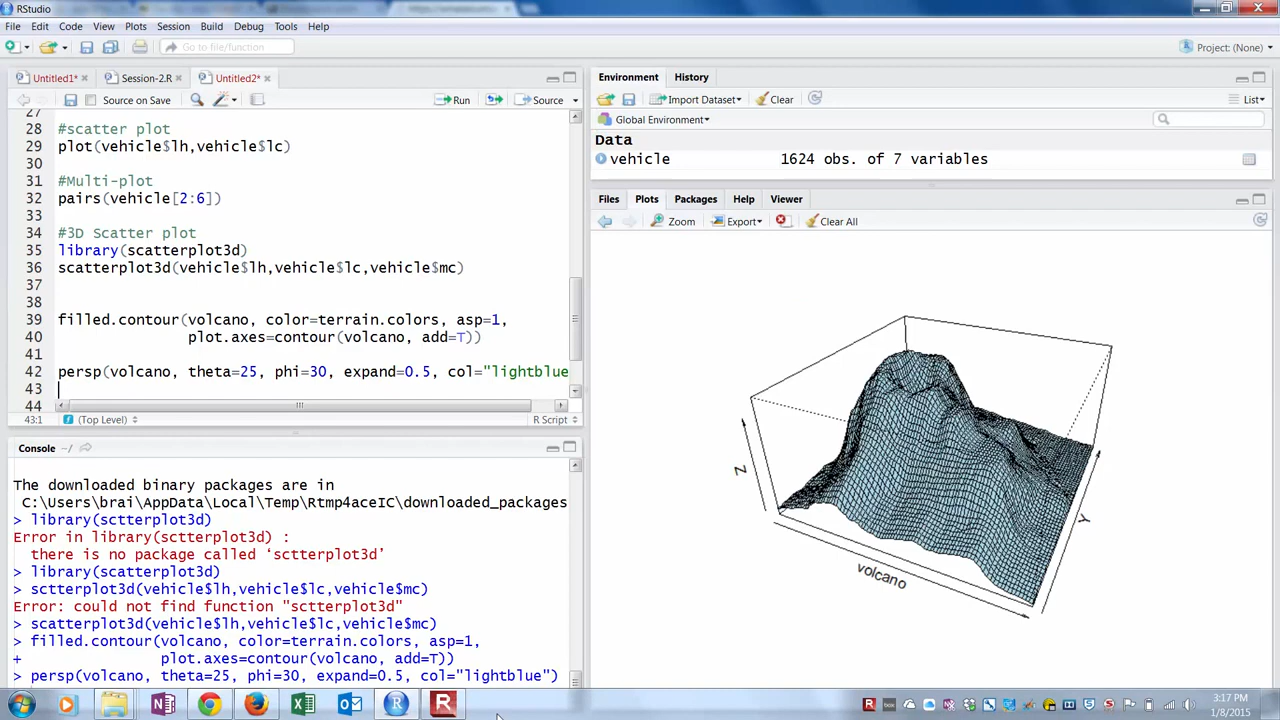 RStudio
File Edit Code View Plots Session Build Debug Tools Help
Go to file/function
Project: (None)
Untitled1* Session-2.R Untitled2*
Source on Save Run Source
27
28 #scatter plot
29 plot(vehicle$lh,vehicle$lc)
30
31 #Multi-plot
32 pairs(vehicle[2:6])
33
34 #3D Scatter plot
35 library(scatterplot3d)
36 scatterplot3d(vehicle$lh,vehicle$lc,vehicle$mc)
37
38
39 filled.contour(volcano, color=terrain.colors, asp=1,
40 plot.axes=contour(volcano, add=T))
41
42 persp(volcano, theta=25, phi=30, expand=0.5, col="lightblue
43
44
43:1 (Top Level) R Script
Console ~/
The downloaded binary packages are in
C:\Users\brai\AppData\Local\Temp\Rtmp4aceIC\downloaded_packages
> library(sctterplot3d)
Error in library(sctterplot3d) :
there is no package called ‘sctterplot3d’
> library(scatterplot3d)
> sctterplot3d(vehicle$lh,vehicle$lc,vehicle$mc)
Error: could not find function "sctterplot3d"
> scatterplot3d(vehicle$lh,vehicle$lc,vehicle$mc)
> filled.contour(volcano, color=terrain.colors, asp=1,
+ plot.axes=contour(volcano, add=T))
> persp(volcano, theta=25, phi=30, expand=0.5, col="lightblue")
Environment History
Import Dataset Clear List
Global Environment
Data
vehicle 1624 obs. of 7 variables
Files Plots Packages Help Viewer
Zoom Export Clear All
Z
Y
volcano
3:17 PM
1/8/2015